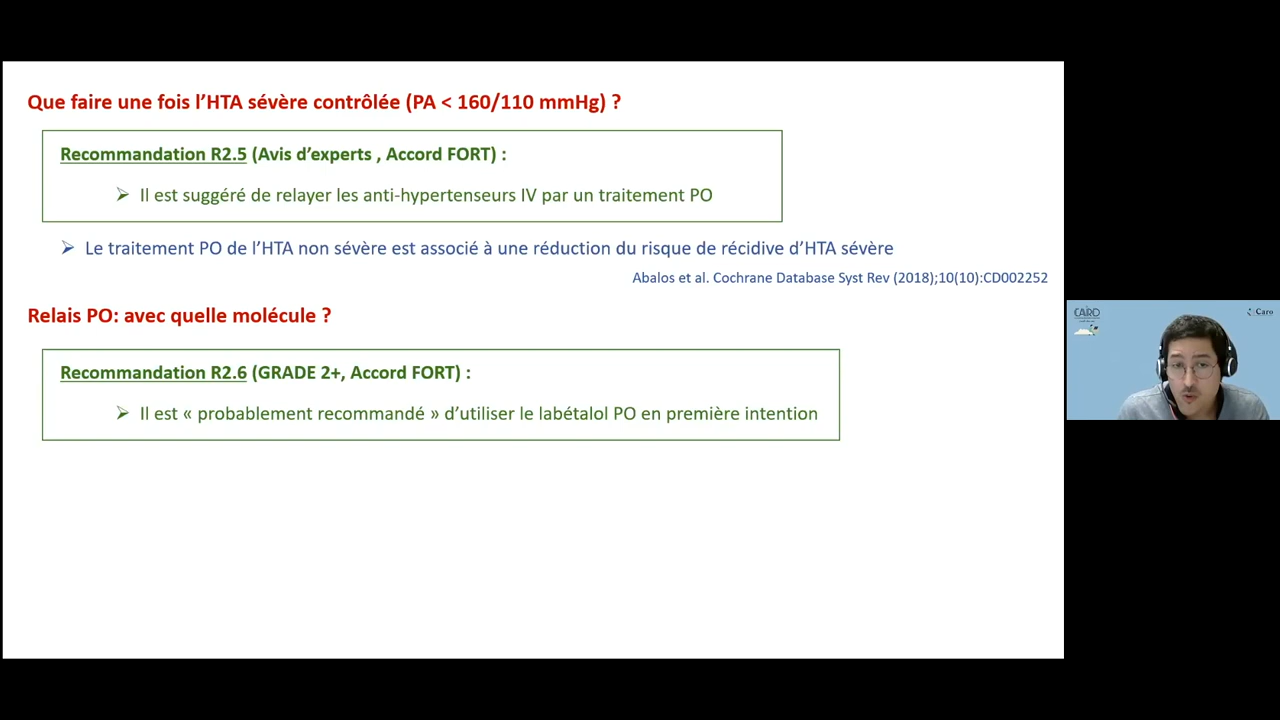 Que faire une fois l'HTA sévère contrôlée (PA < 160/110 mmHg) ?
Recommandation R2.5 (Avis d'experts , Accord FORT) :
➢ Il est suggéré de relayer les anti-hypertenseurs IV par un traitement PO
➢ Le traitement PO de l'HTA non sévère est associé à une réduction du risque de récidive d'HTA sévère
Abalos et al. Cochrane Database Syst Rev (2018);10(10):CD002252
Relais PO: avec quelle molécule ?
Recommandation R2.6 (GRADE 2+, Accord FORT) :
➢ Il est « probablement recommandé » d'utiliser le labétalol PO en première intention
CARO
Caro